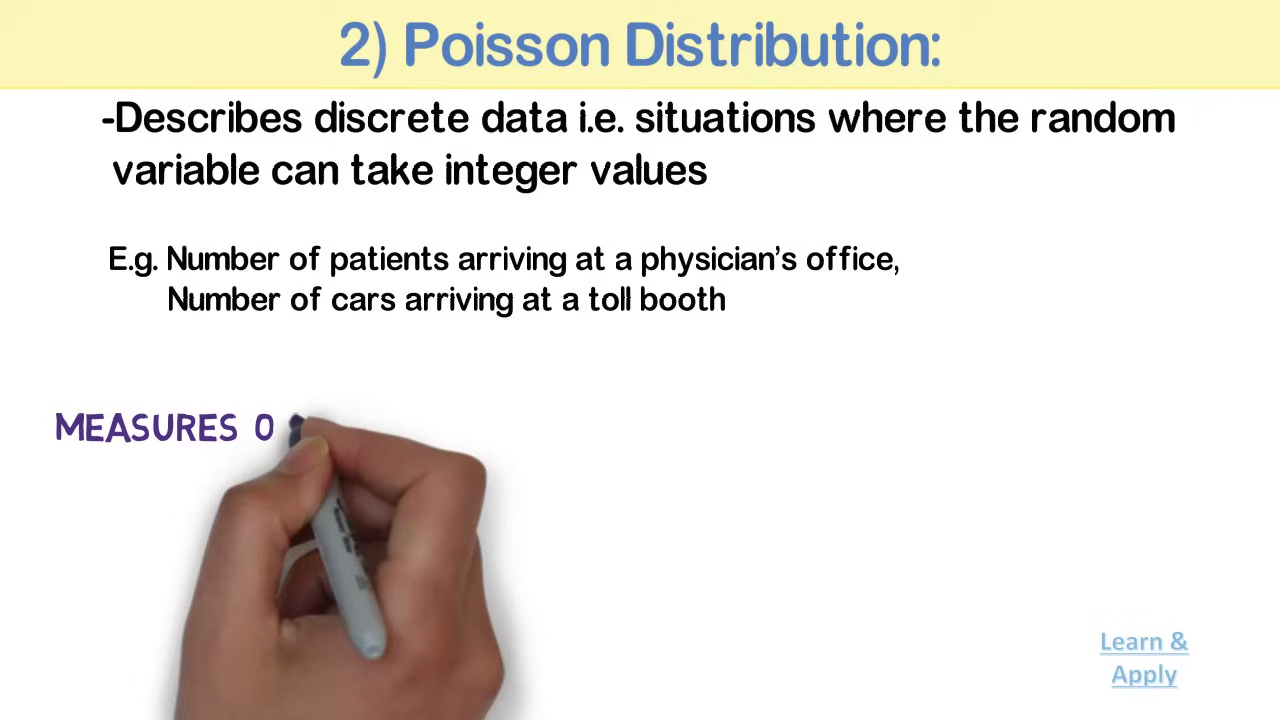 2) Poisson Distribution:
-Describes discrete data i.e. situations where the random
variable can take integer values
E.g. Number of patients arriving at a physician’s office,
Number of cars arriving at a toll booth
MEASURES O
Learn &
Apply